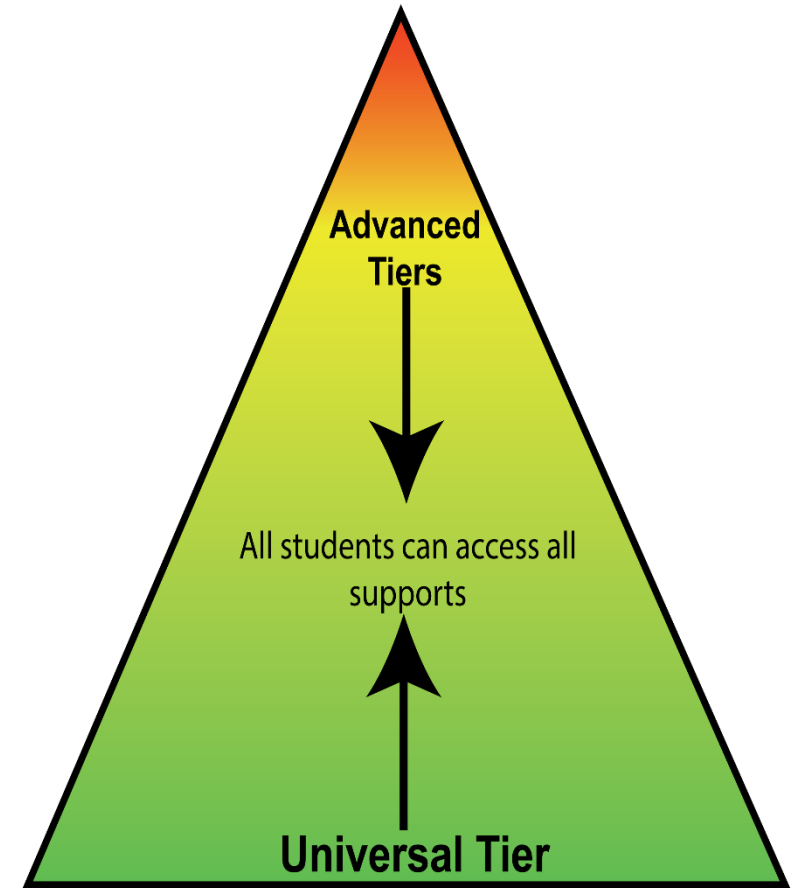 Advanced
Tiers
All students can access all
supports
Universal Tier